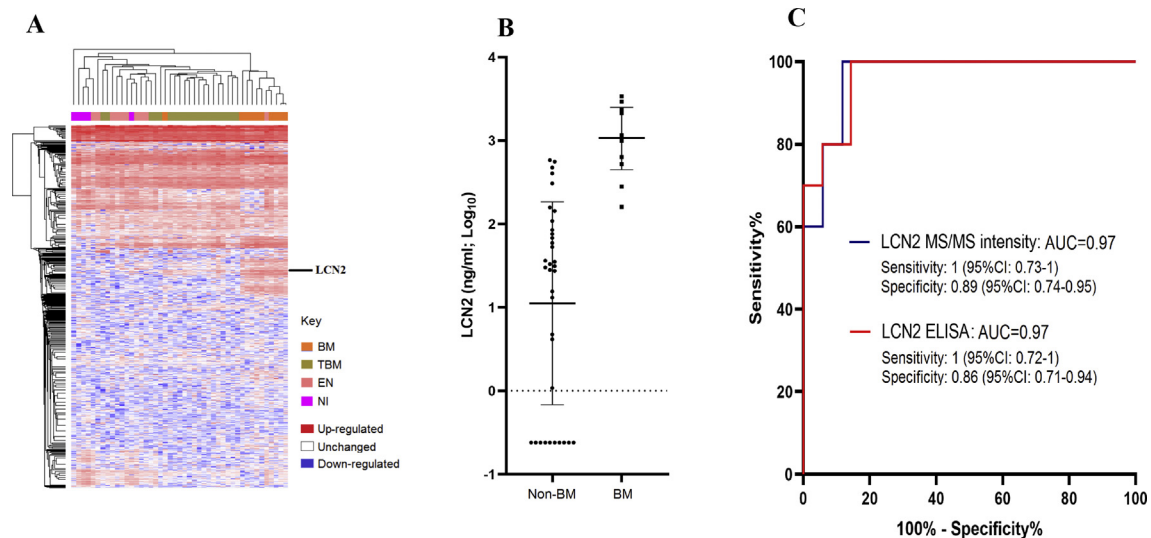 A
LCN2
Key
BM
TBM
EN
NI
Up-regulated
Unchanged
Down-regulated
B
LCN2 (ng/ml; Log10)
4
3
2
1
0
-1
Non-BM
BM
C
Sensitivity%
100
80
60
40
20
0
LCN2 MS/MS intensity: AUC=0.97
Sensitivity: 1 (95%CI: 0.73-1)
Specificity: 0.89 (95%CI: 0.74-0.95)
LCN2 ELISA: AUC=0.97
Sensitivity: 1 (95%CI: 0.72-1)
Specificity: 0.86 (95%CI: 0.71-0.94)
0
20
40
60
80
100
100% - Specificity%